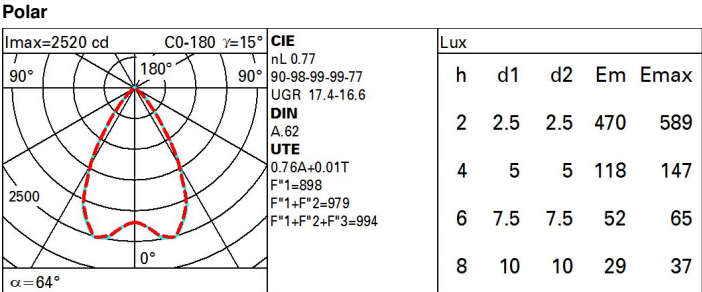 Polar
Imax=2520 cd C0-180 γ=15°
90° 180° 90°
2500
0°
α=64°
CIE
nL 0.77
90-98-99-99-77
UGR 17.4-16.6
DIN
A.62
UTE
0.76A+0.01T
F"1=898
F"1+F"2=979
F"1+F"2+F"3=994
Lux
h d1 d2 Em Emax
2 2.5 2.5 470 589
4 5 5 118 147
6 7.5 7.5 52 65
8 10 10 29 37